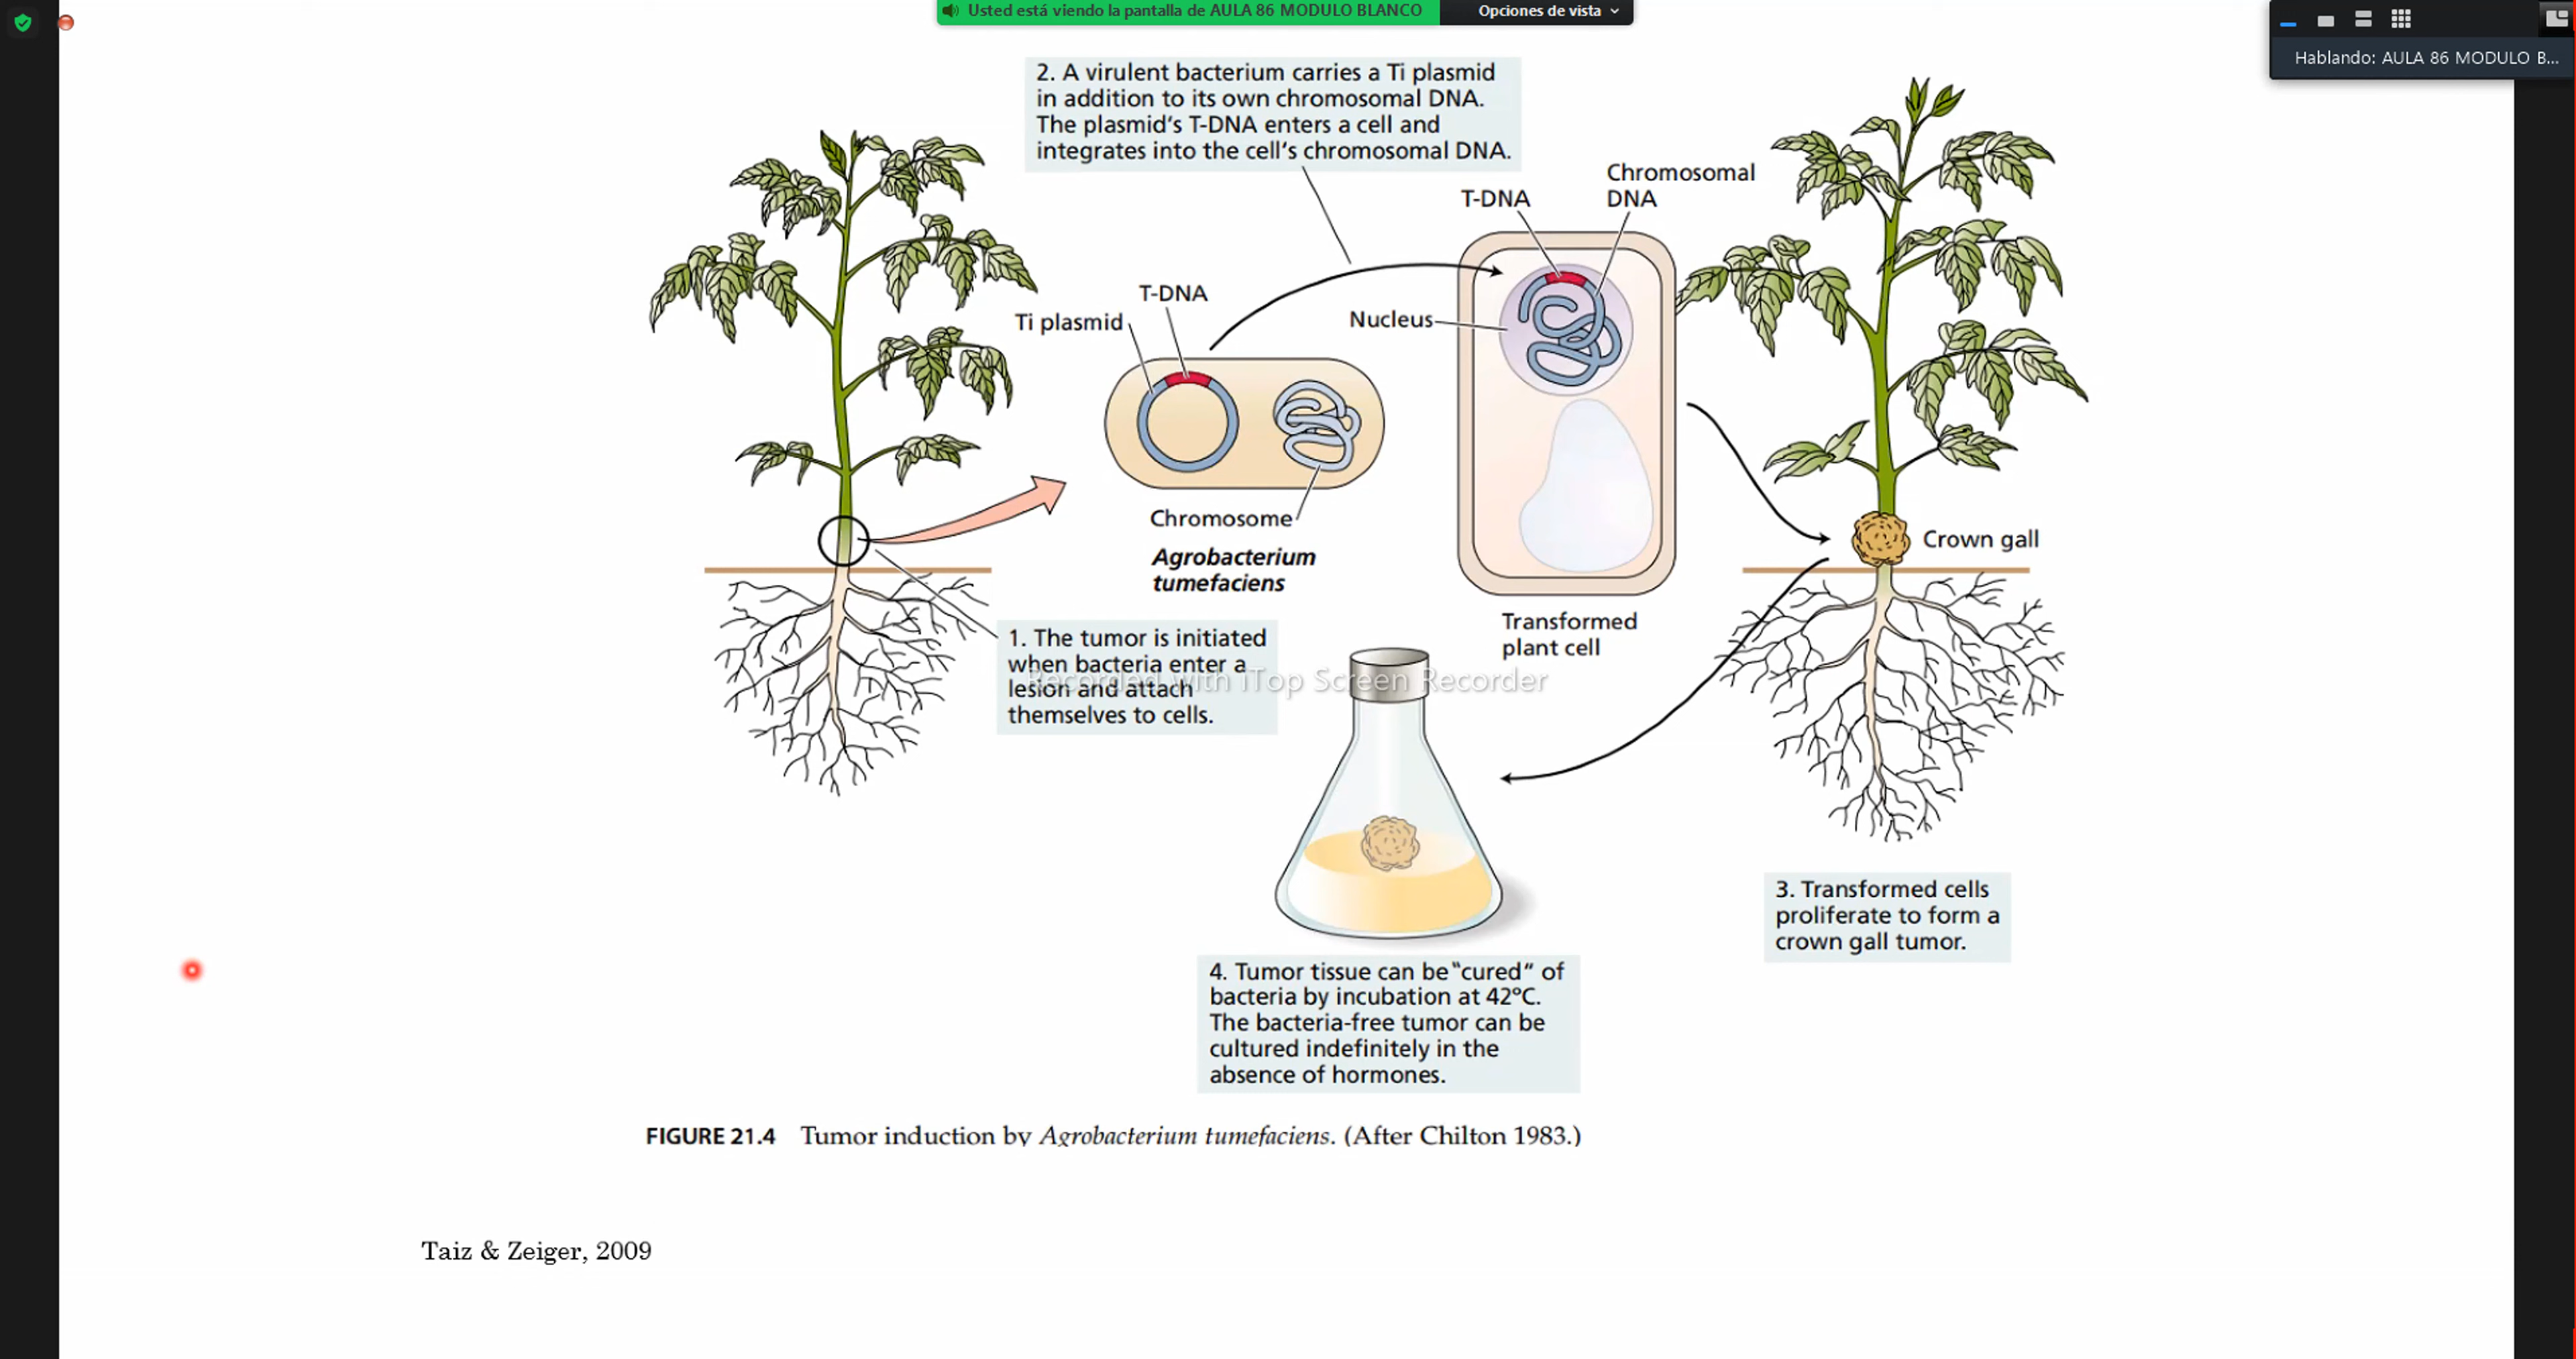 Usted está viendo la pantalla de AULA 86 MODULO BLANCO
Opciones de vista
Hablando: AULA 86 MODULO B...
2. A virulent bacterium carries a Ti plasmid
in addition to its own chromosomal DNA.
The plasmid's T-DNA enters a cell and
integrates into the cell's chromosomal DNA.
Chromosomal
DNA
T-DNA
T-DNA
Ti plasmid
Nucleus
Chromosome
Agrobacterium
tumefaciens
Crown gall
1. The tumor is initiated
when bacteria enter a
lesion and attach
themselves to cells.
Transformed
plant cell
Recorded with iTop Screen Recorder
3. Transformed cells
proliferate to form a
crown gall tumor.
4. Tumor tissue can be "cured" of
bacteria by incubation at 42°C.
The bacteria-free tumor can be
cultured indefinitely in the
absence of hormones.
FIGURE 21.4 Tumor induction by Agrobacterium tumefaciens. (After Chilton 1983.)
Taiz & Zeiger, 2009